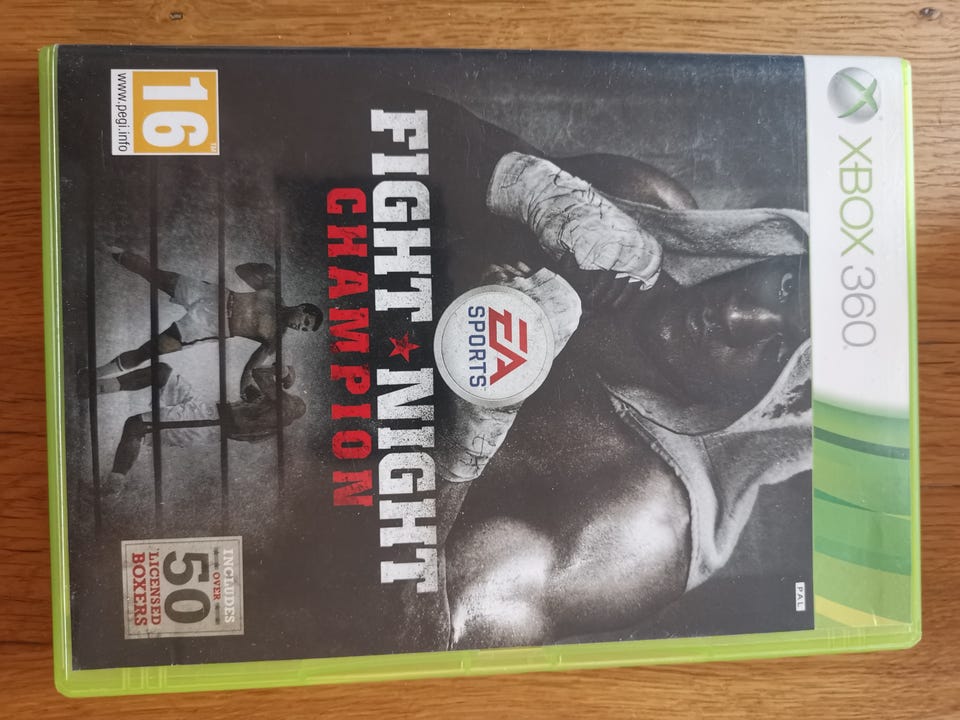 XBOX 360
PAL
EA
SPORTS
FIGHT★NIGHT
CHAMPION
16
www.pegi.info
INCLUDES
OVER
50
LICENSED
BOXERS